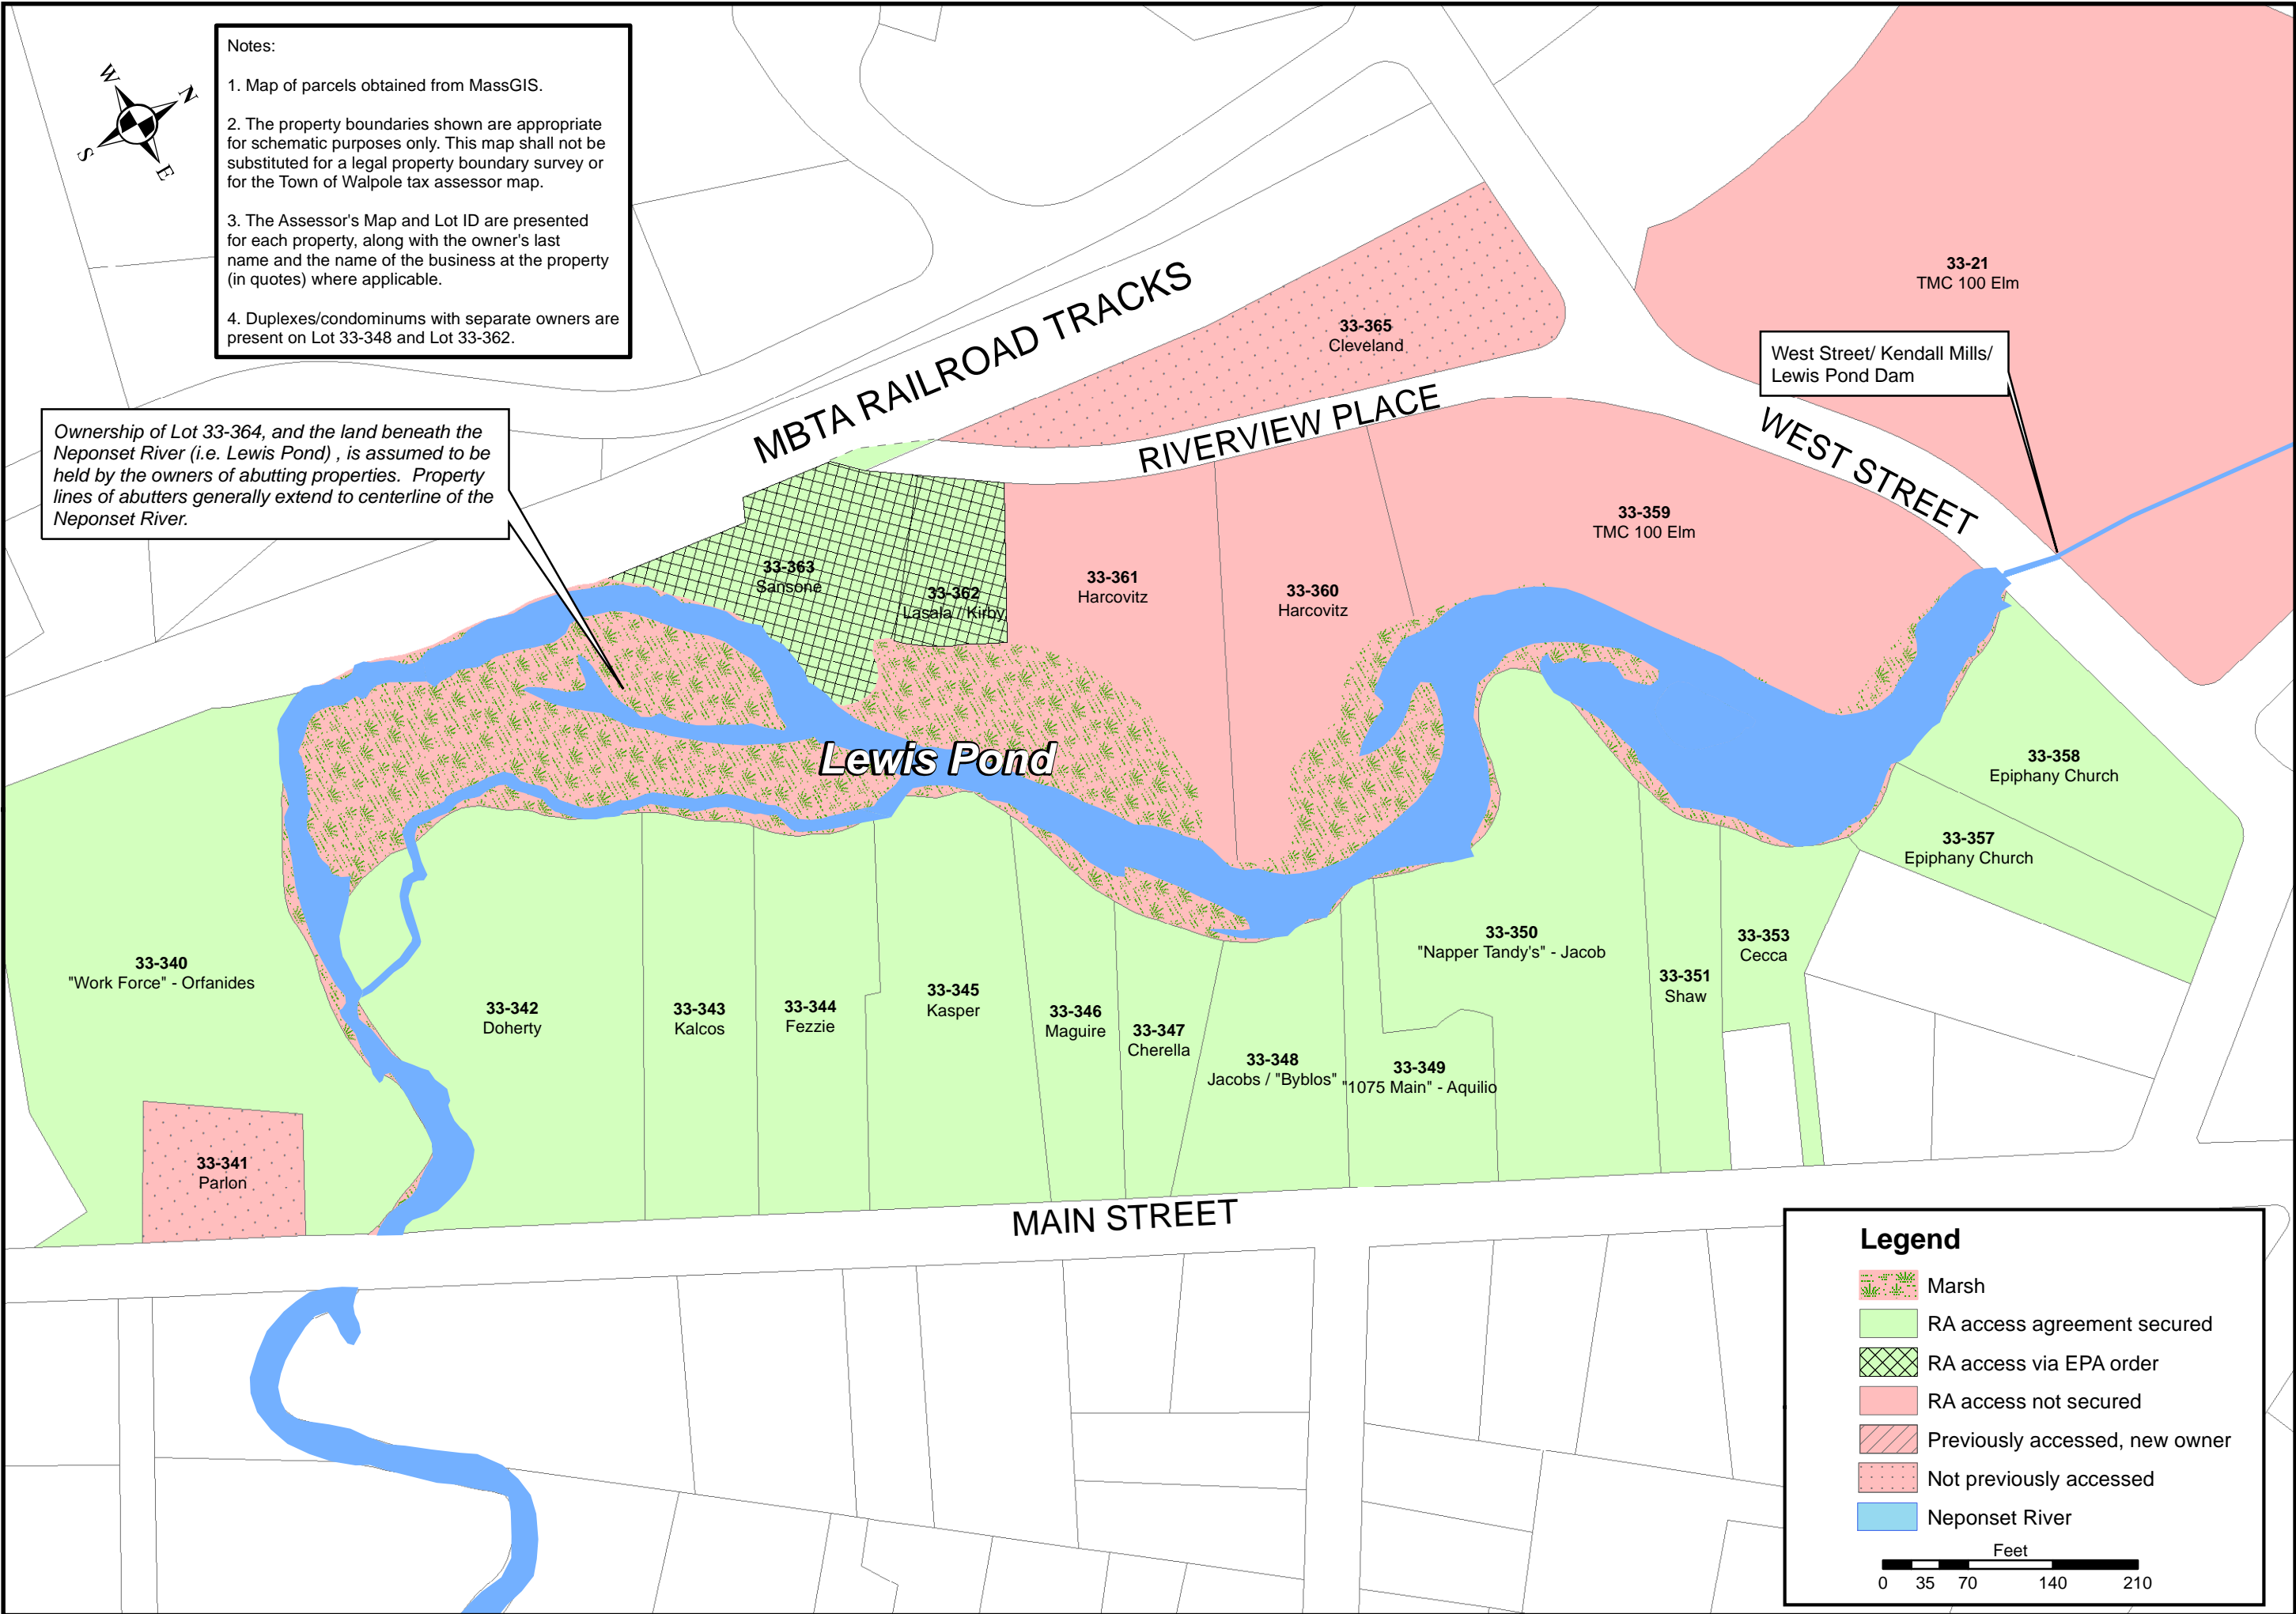 Notes:
1. Map of parcels obtained from MassGIS.
2. The property boundaries shown are appropriate
for schematic purposes only. This map shall not be
substituted for a legal property boundary survey or
for the Town of Walpole tax assessor map.
3. The Assessor's Map and Lot ID are presented
for each property, along with the owner's last
name and the name of the business at the property
(in quotes) where applicable.
4. Duplexes/condominums with separate owners are
present on Lot 33-348 and Lot 33-362.
W
N
S
E
Ownership of Lot 33-364, and the land beneath the
Neponset River (i.e. Lewis Pond) , is assumed to be
held by the owners of abutting properties. Property
lines of abutters generally extend to centerline of the
Neponset River.
MBTA RAILROAD TRACKS
33-21
TMC 100 Elm
33-365
Cleveland
West Street/ Kendall Mills/
Lewis Pond Dam
RIVERVIEW PLACE
WEST STREET
33-359
TMC 100 Elm
33-363
Sansone
33-362
Lasala / Kirby
33-361
Harcovitz
33-360
Harcovitz
Lewis Pond
33-358
Epiphany Church
33-357
Epiphany Church
33-340
"Work Force" - Orfanides
33-342
Doherty
33-343
Kalcos
33-344
Fezzie
33-345
Kasper
33-346
Maguire
33-347
Cherella
33-348
Jacobs / "Byblos"
33-349
"1075 Main" - Aquilio
33-350
"Napper Tandy's" - Jacob
33-351
Shaw
33-353
Cecca
33-341
Parlon
MAIN STREET
Legend
Marsh
RA access agreement secured
RA access via EPA order
RA access not secured
Previously accessed, new owner
Not previously accessed
Neponset River
Feet
0 35 70 140 210